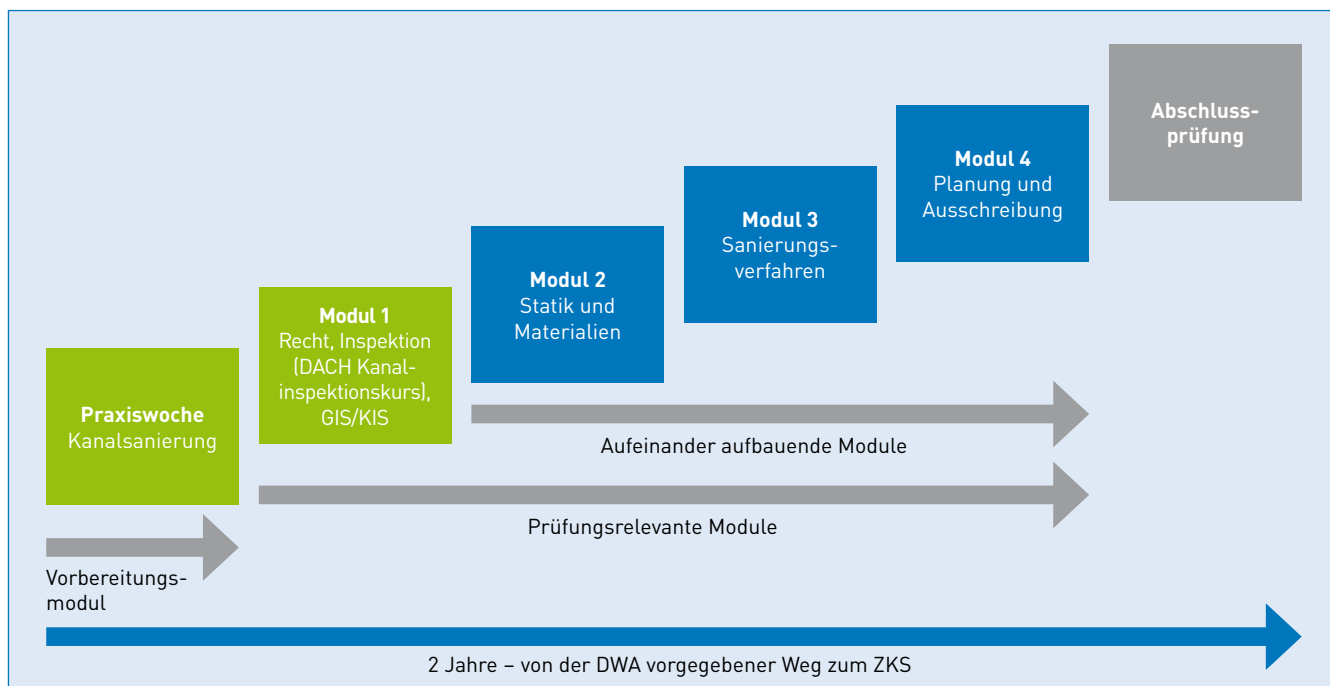 Praxiswoche
Kanalsanierung
Modul 1
Recht, Inspektion
(DACH Kanal-
inspektionskurs),
GIS/KIS
Modul 2
Statik und
Materialien
Modul 3
Sanierungs-
verfahren
Modul 4
Planung und
Ausschreibung
Abschluss-
prüfung
Aufeinander aufbauende Module
Prüfungsrelevante Module
Vorbereitungs-
modul
2 Jahre – von der DWA vorgegebener Weg zum ZKS